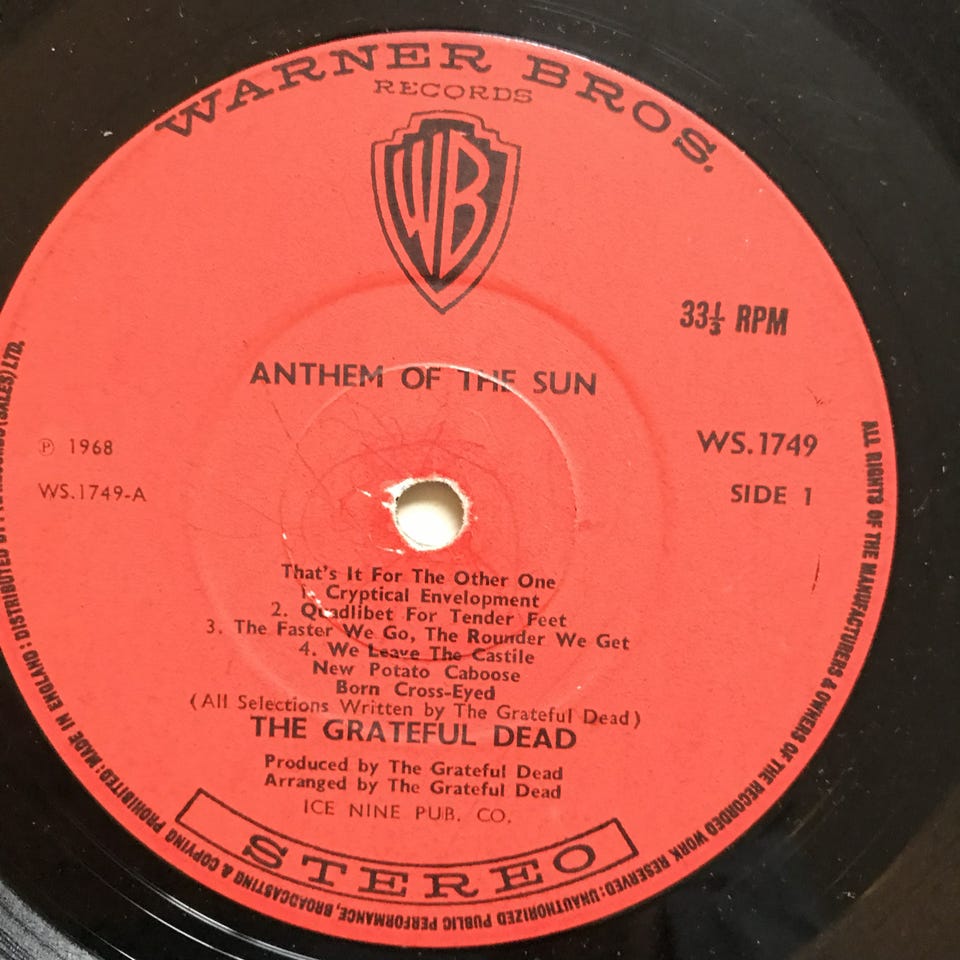 WARNER BROS.
RECORDS
WB
33⅓ RPM
ANTHEM OF THE SUN
Ⓟ 1968
WS.1749
WS.1749-A
SIDE 1
That's It For The Other One
1. Cryptical Envelopment
2. Quadlibet For Tender Feet
3. The Faster We Go, The Rounder We Get
4. We Leave The Castile
New Potato Caboose
Born Cross-Eyed
(All Selections Written by The Grateful Dead)
THE GRATEFUL DEAD
Produced by The Grateful Dead
Arranged by The Grateful Dead
ICE NINE PUB. CO.
STEREO
ALL RIGHTS OF THE MANUFACTURERS & OWNERS OF THE RECORDED WORK RESERVED: UNAUTHORIZED PUBLIC PERFORMANCE, BROADCASTING & COPYING PROHIBITED: MADE IN ENGLAND: DISTRIBUTED (SALES) LTD.